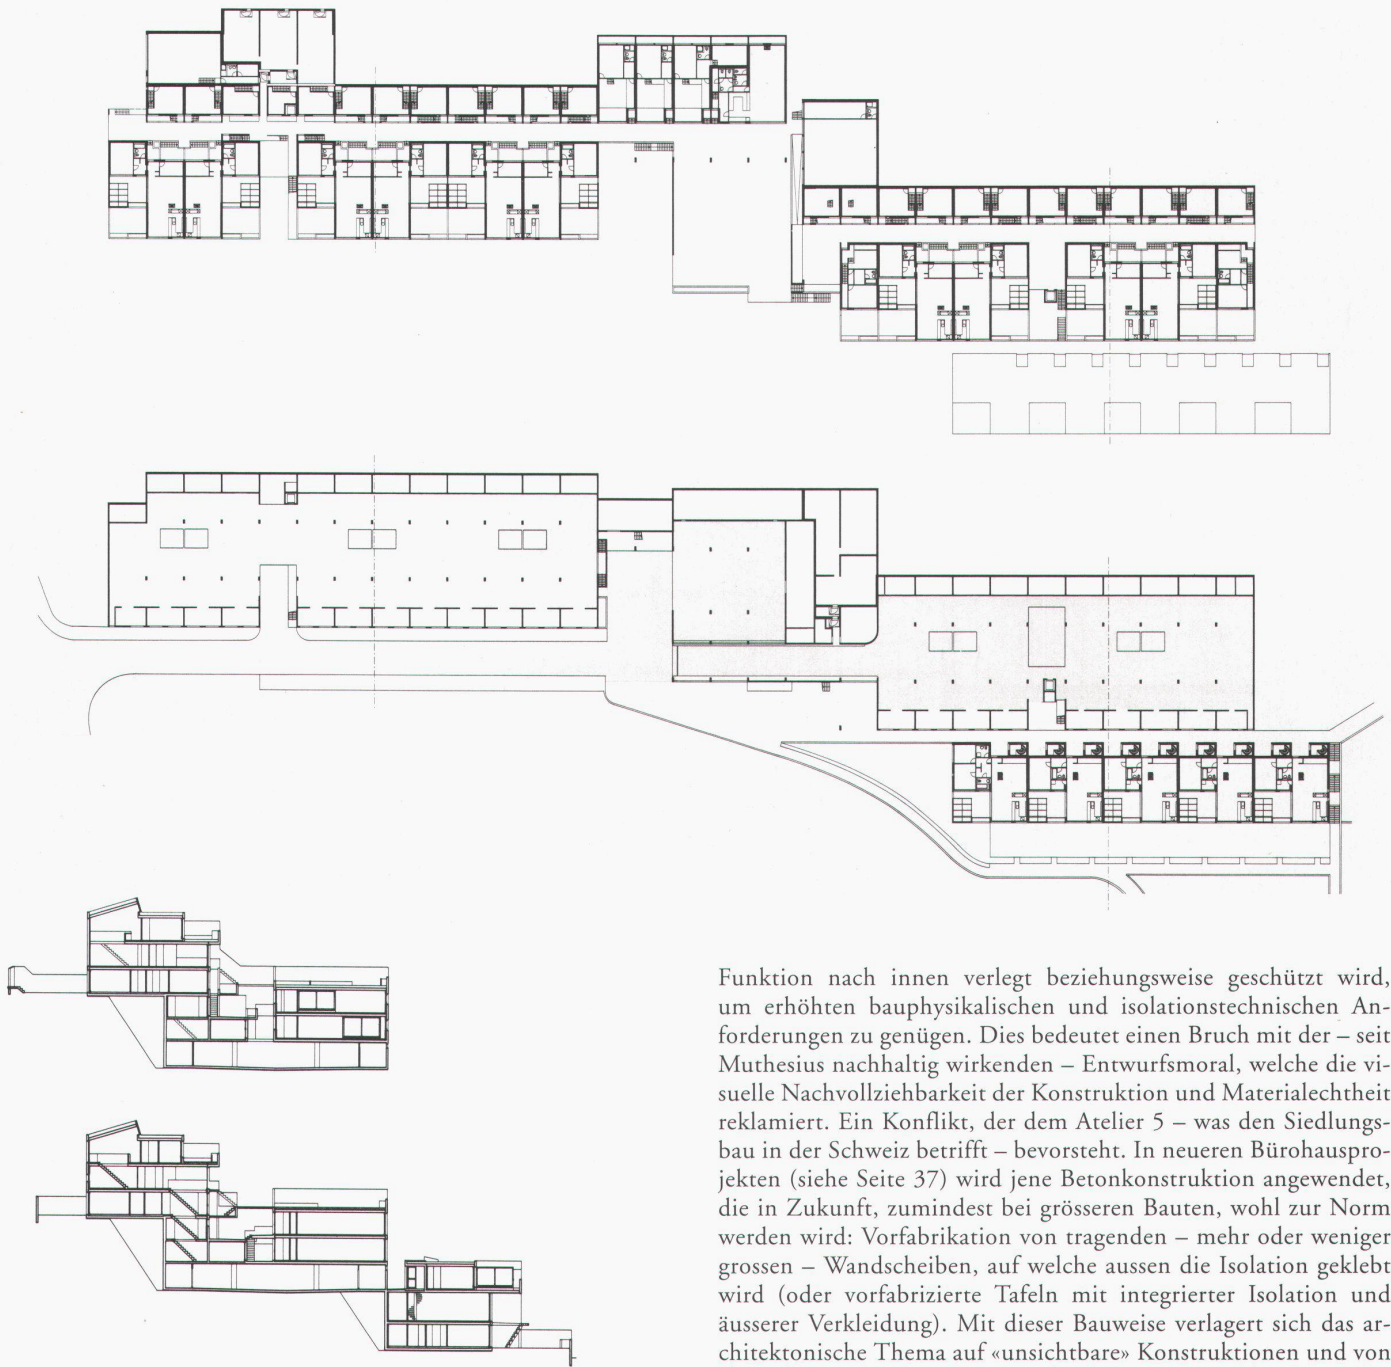 Funktion nach innen verlegt beziehungsweise geschützt wird,
um erhöhten bauphysikalischen und isolationstechnischen An-
forderungen zu genügen. Dies bedeutet einen Bruch mit der – seit
Muthesius nachhaltig wirkenden – Entwurfsmoral, welche die vi-
suelle Nachvollziehbarkeit der Konstruktion und Materialechtheit
reklamiert. Ein Konflikt, der dem Atelier 5 – was den Siedlungs-
bau in der Schweiz betrifft – bevorsteht. In neueren Bürohauspro-
jekten (siehe Seite 37) wird jene Betonkonstruktion angewendet,
die in Zukunft, zumindest bei grösseren Bauten, wohl zur Norm
werden wird: Vorfabrikation von tragenden – mehr oder weniger
grossen – Wandscheiben, auf welche aussen die Isolation geklebt
wird (oder vorfabrizierte Tafeln mit integrierter Isolation und
äusserer Verkleidung). Mit dieser Bauweise verlagert sich das ar-
chitektonische Thema auf «unsichtbare» Konstruktionen und von